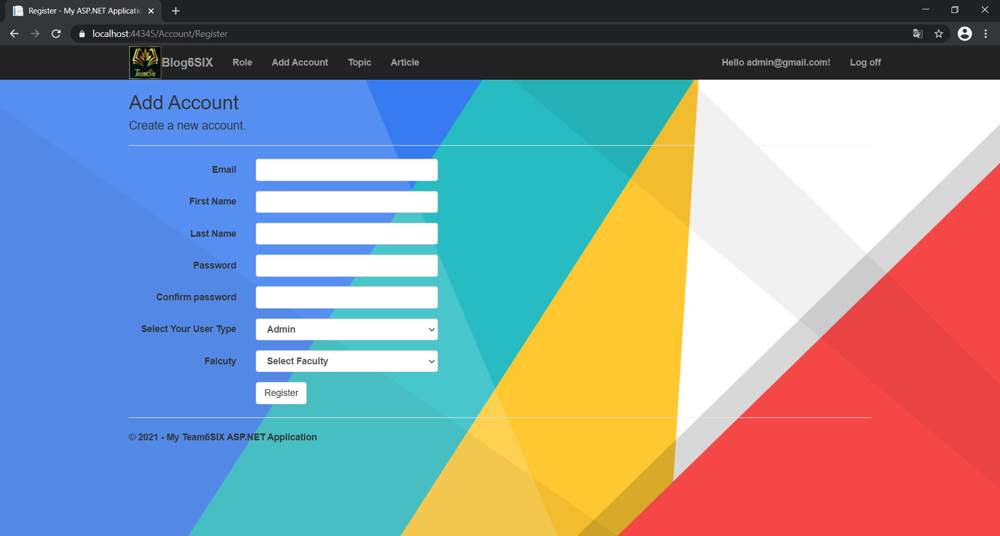 Register - My ASP.NET Applicatio
localhost:44345/Account/Register
TeamSix
Blog6SIX Role Add Account Topic Article Hello admin@gmail.com! Log off
Add Account
Create a new account.
Email
First Name
Last Name
Password
Confirm password
Select Your User Type Admin
Falcuty Select Faculty
Register
© 2021 - My Team6SIX ASP.NET Application